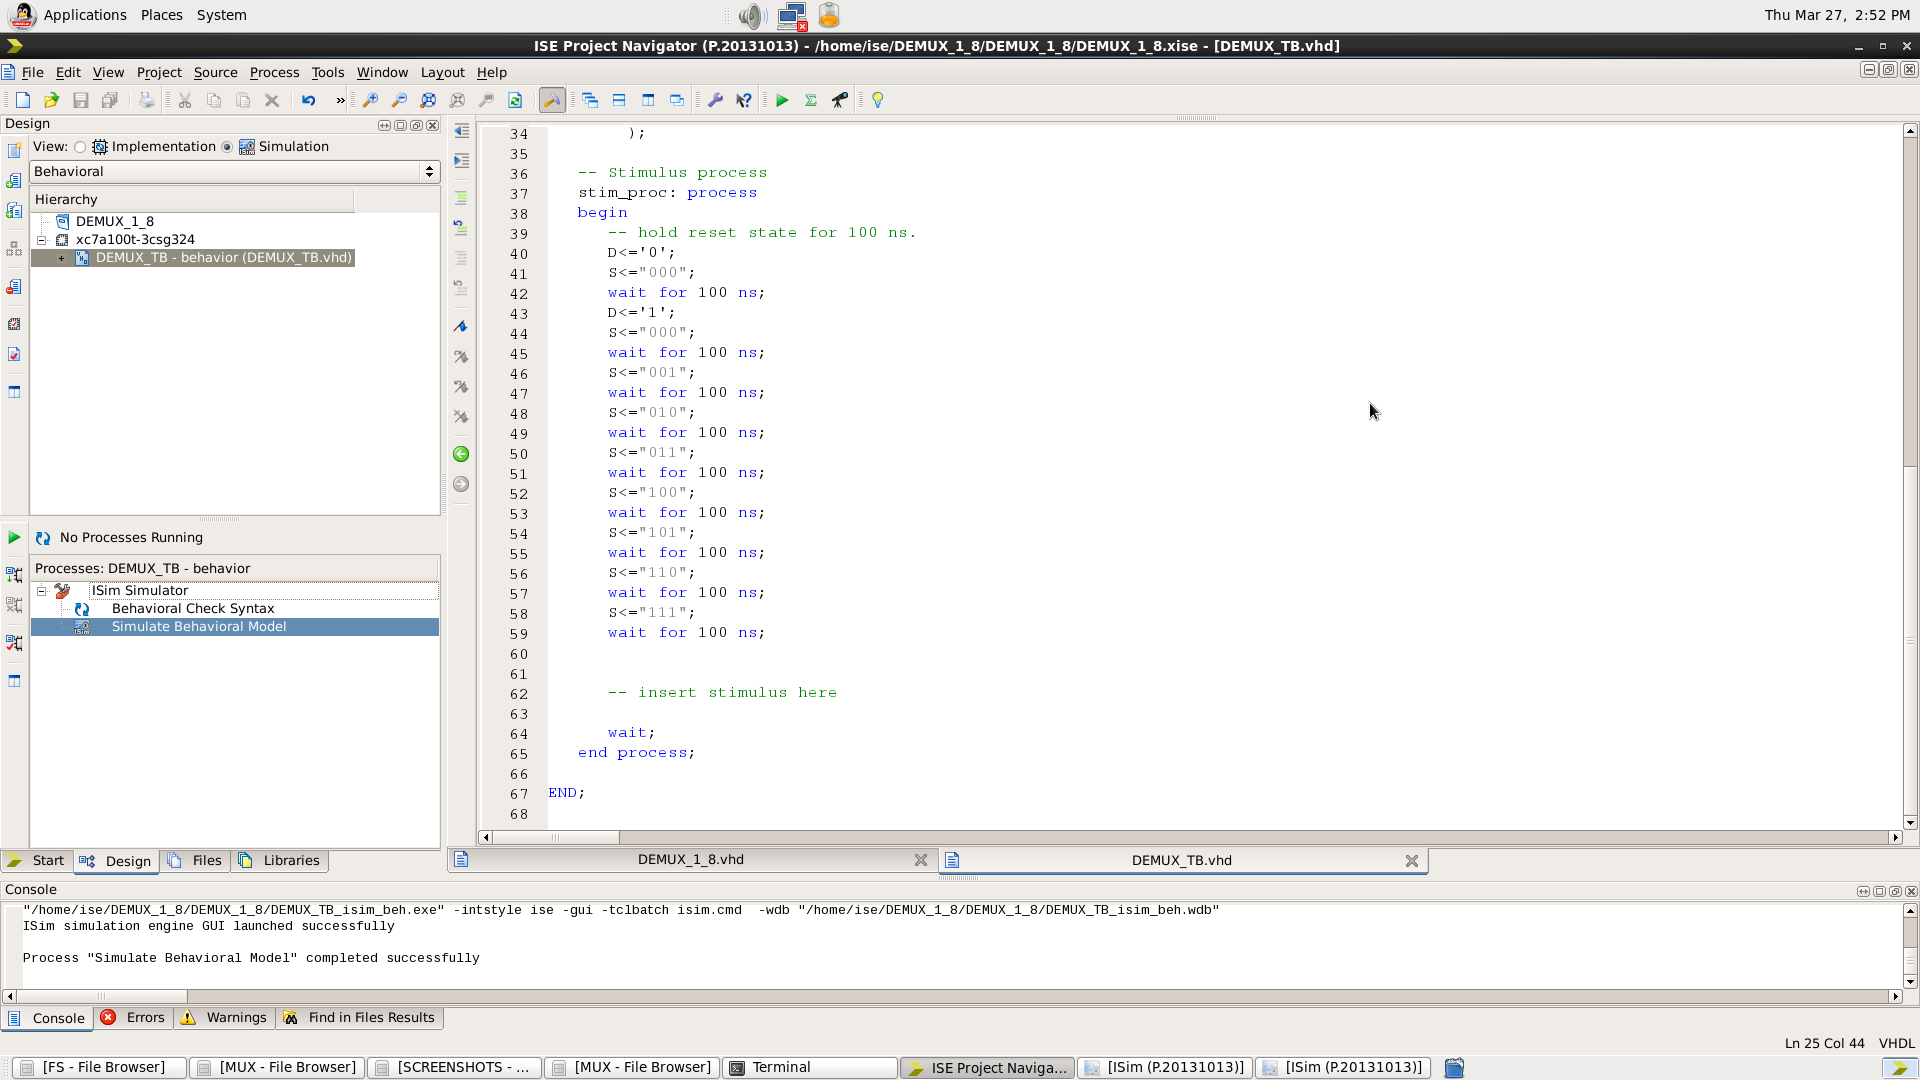 Applications Places System
Thu Mar 27, 2:52 PM
ISE Project Navigator (P.20131013) - /home/ise/DEMUX_1_8/DEMUX_1_8/DEMUX_1_8.xise - [DEMUX_TB.vhd]
File Edit View Project Source Process Tools Window Layout Help
Design
View: Implementation Simulation
Behavioral
Hierarchy
DEMUX_1_8
xc7a100t-3csg324
DEMUX_TB - behavior (DEMUX_TB.vhd)
No Processes Running
Processes: DEMUX_TB - behavior
ISim Simulator
Behavioral Check Syntax
Simulate Behavioral Model
Start Design Files Libraries
34 );
35
36 -- Stimulus process
37 stim_proc: process
38 begin
39 -- hold reset state for 100 ns.
40 D<='0';
41 S<="000";
42 wait for 100 ns;
43 D<='1';
44 S<="000";
45 wait for 100 ns;
46 S<="001";
47 wait for 100 ns;
48 S<="010";
49 wait for 100 ns;
50 S<="011";
51 wait for 100 ns;
52 S<="100";
53 wait for 100 ns;
54 S<="101";
55 wait for 100 ns;
56 S<="110";
57 wait for 100 ns;
58 S<="111";
59 wait for 100 ns;
60
61
62 -- insert stimulus here
63
64 wait;
65 end process;
66
67 END;
68
DEMUX_1_8.vhd DEMUX_TB.vhd
Console
"/home/ise/DEMUX_1_8/DEMUX_1_8/DEMUX_TB_isim_beh.exe" -intstyle ise -gui -tclbatch isim.cmd -wdb "/home/ise/DEMUX_1_8/DEMUX_1_8/DEMUX_TB_isim_beh.wdb"
ISim simulation engine GUI launched successfully
Process "Simulate Behavioral Model" completed successfully
Console Errors Warnings Find in Files Results
Ln 25 Col 44 VHDL
[FS - File Browser] [MUX - File Browser] [SCREENSHOTS - ... [MUX - File Browser] Terminal ISE Project Naviga... [ISim (P.20131013)] [ISim (P.20131013)]